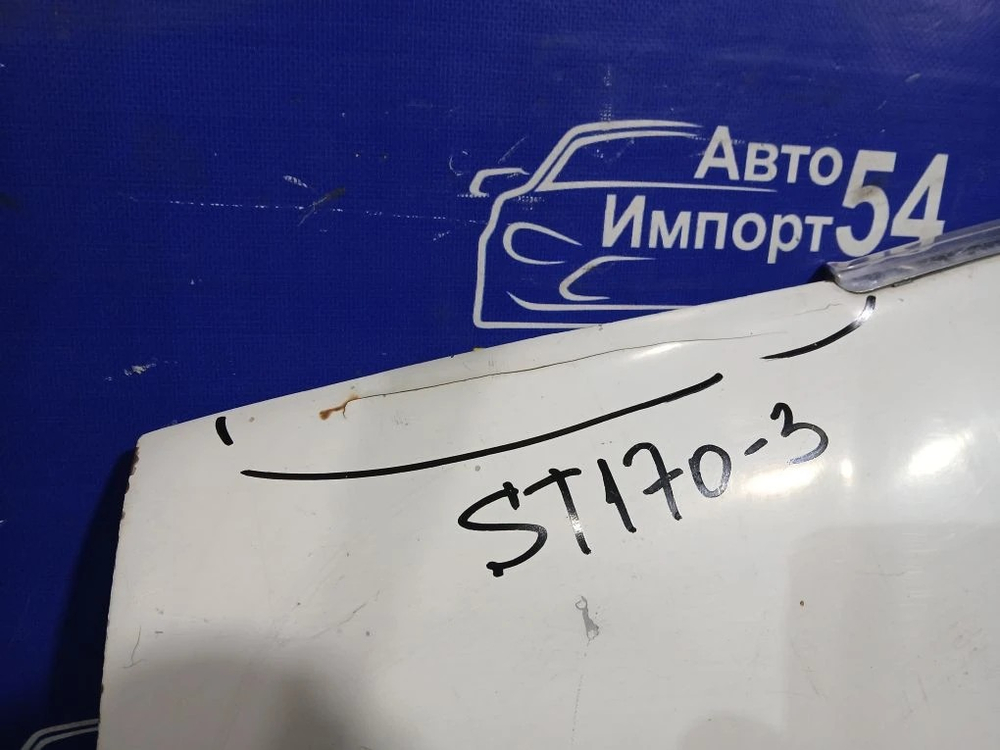 Авто
Импорт54
ST170-3